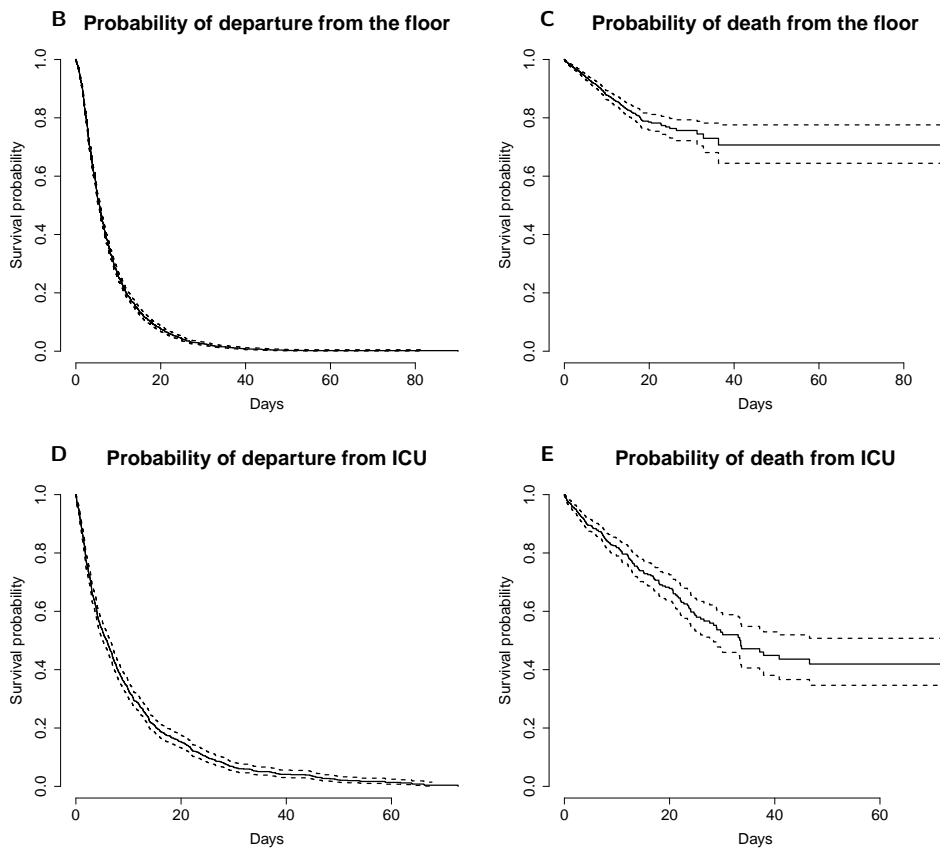 B Probability of departure from the floor
Survival probability
1.0
0.8
0.6
0.4
0.2
0.0
0 20 40 60 80
Days
C Probability of death from the floor
Survival probability
1.0
0.8
0.6
0.4
0.2
0.0
0 20 40 60 80
Days
D Probability of departure from ICU
Survival probability
1.0
0.8
0.6
0.4
0.2
0.0
0 20 40 60
Days
E Probability of death from ICU
Survival probability
1.0
0.8
0.6
0.4
0.2
0.0
0 20 40 60
Days